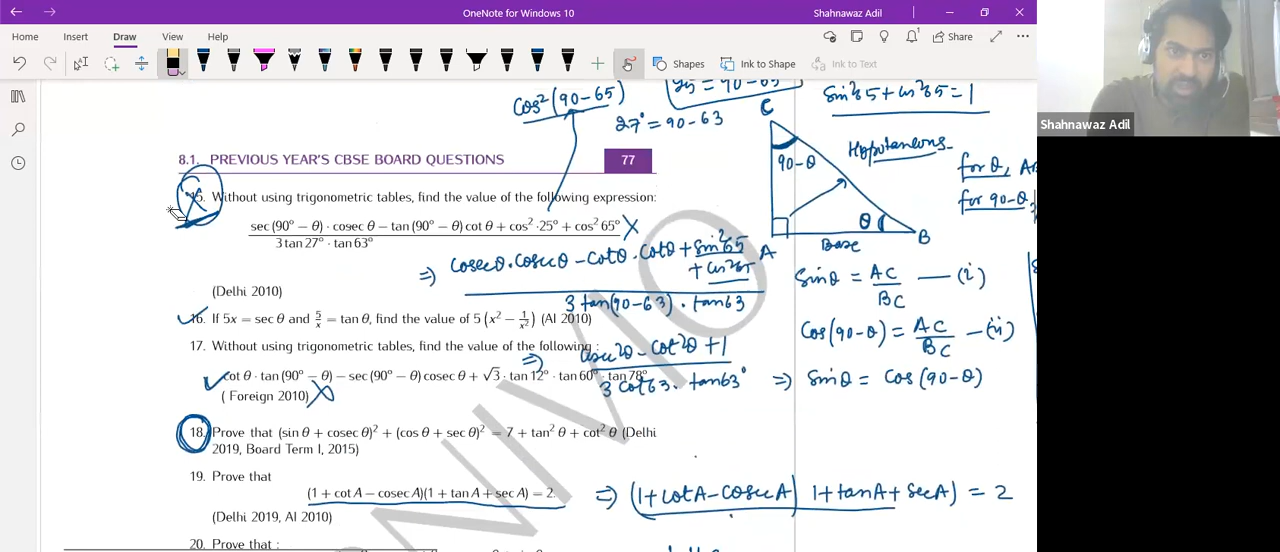 OneNote for Windows 10
Shahnawaz Adil
Home Insert Draw View Help
Share
Shapes
Ink to Shape
Ink to Text
Shahnawaz Adil
cos² (90-65)
25 = 90-65
27° = 90-63
sin²65 + cos²65 = 1
C
90-θ
Hypotaneous
θ
A
B
Base
for θ,
for 90-θ,
8.1. PREVIOUS YEAR'S CBSE BOARD QUESTIONS 77
15. Without using trigonometric tables, find the value of the following expression:
sec (90° − θ) · cosec θ − tan (90° − θ) cot θ + cos² ·25° + cos² 65°
3 tan 27° · tan 63°
⇒ cosecθ.cosecθ − cotθ.cotθ + sin²65
+ cos²65
3 tan(90-63) . tan63
(Delhi 2010)
16. If 5x = sec θ and 5/x = tan θ, find the value of 5 (x² − 1/x²) (AI 2010)
17. Without using trigonometric tables, find the value of the following :
⇒ cosec²θ − cot²θ + 1
3 cot63. tan63°
cot θ · tan (90° − θ) − sec (90° − θ) cosec θ + √3 · tan 12° · tan 60° · tan 78°
( Foreign 2010)
18. Prove that (sin θ + cosec θ)² + (cos θ + sec θ)² = 7 + tan² θ + cot² θ (Delhi
2019, Board Term I, 2015)
19. Prove that
(1 + cot A − cosec A)(1 + tan A + sec A) = 2.
(Delhi 2019, AI 2010)
20. Prove that :
sinθ = AC/BC — (i)
cos(90-θ) = AC/BC — (ii)
⇒ sinθ = cos(90-θ)
⇒ (1+cotA-cosecA) 1+tanA+secA) = 2